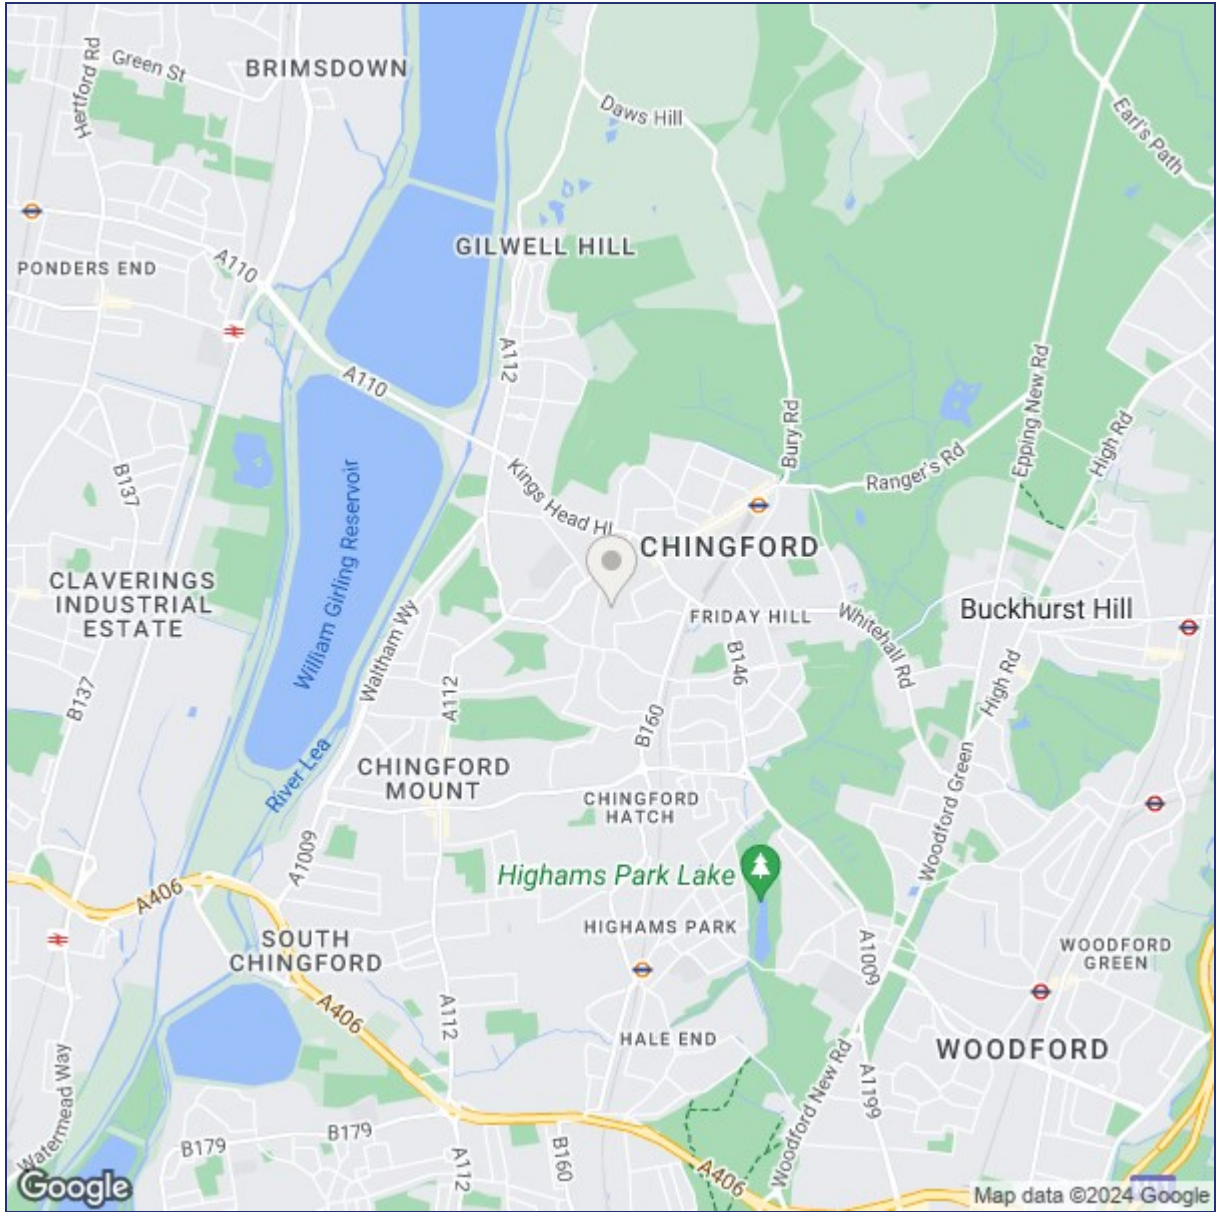 BRIMSDOWN
Green St
Hertford Rd
Daws Hill
Earl's Path
GILWELL HILL
PONDERS END
A110
A110
A112
Kings Head Hl
Bury Rd
Ranger's Rd
Epping New Rd
High Rd
B137
William Girling Reservoir
CHINGFORD
CLAVERINGS
INDUSTRIAL
ESTATE
Waltham Wy
FRIDAY HILL
Whitehall Rd
Buckhurst Hill
B146
High Rd
B137
A112
B160
River Lea
CHINGFORD
MOUNT
CHINGFORD
HATCH
Woodford Green
A1009
Highams Park Lake
A406
HIGHAMS PARK
SOUTH
CHINGFORD
A1009
WOODFORD
GREEN
A406
A112
HALE END
WOODFORD
Watermead Way
Woodford New Rd
A1199
B179
B179
A112
B160
A406
Google
Map data ©2024 Google